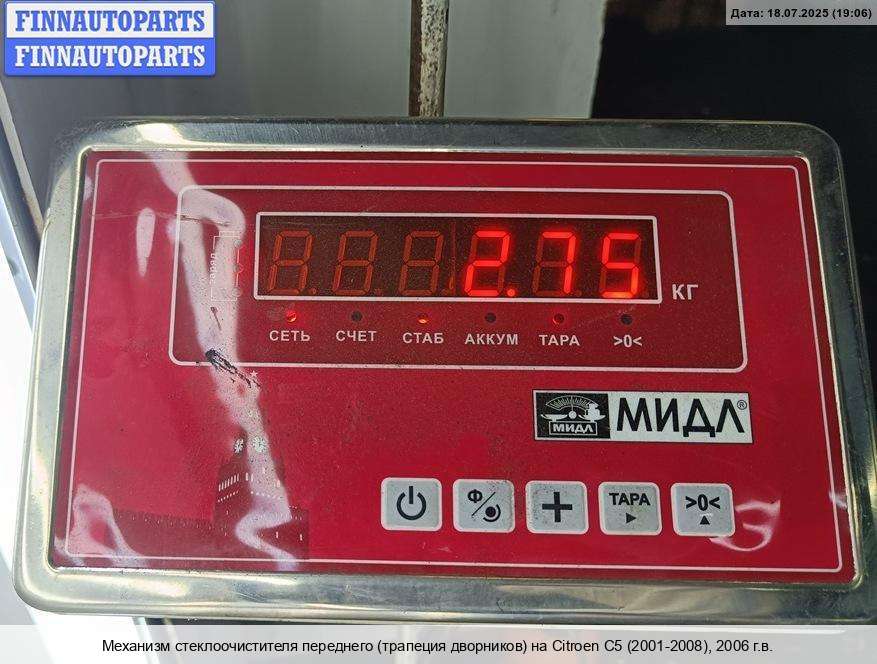 FINNAUTOPARTS
FINNAUTOPARTS
Дата: 18.07.2025 (19:06)
2.75
КГ
СЕТЬ СЧЕТ СТАБ АККУМ ТАРА >0<
МИДЛ МИДЛ®
Ф + ТАРА >0<
Механизм стеклоочистителя переднего (трапеция дворников) на Citroen C5 (2001-2008), 2006 г.в.